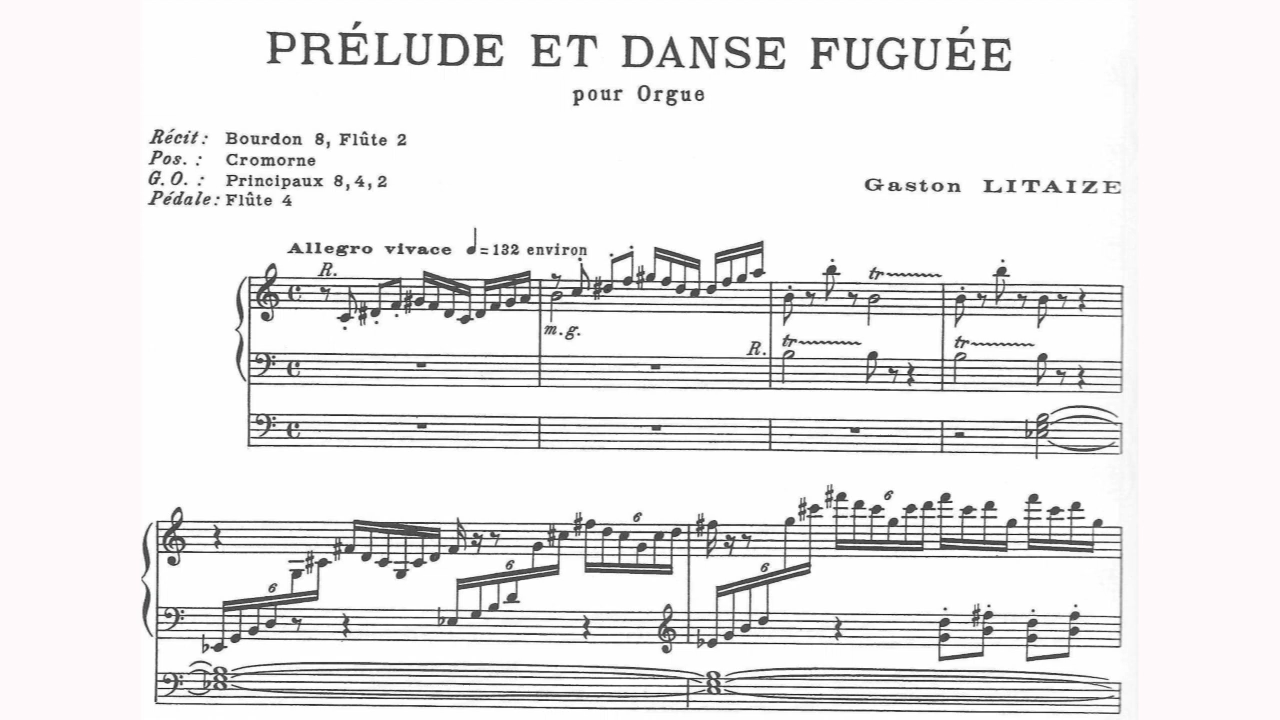 PRÉLUDE ET DANSE FUGUÉE
pour Orgue
Récit : Bourdon 8, Flûte 2
Pos. : Cromorne
G.O. : Principaux 8, 4, 2
Pédale : Flûte 4
Gaston LITAIZE
Allegro vivace ♩=132 environ
R.
tr
m.g.
R.
tr
tr
6
6
6
6
6